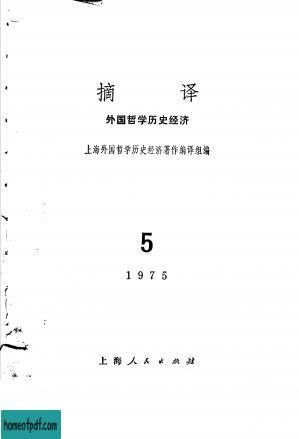 摘 译
外国哲学历史经济
上海外国哲学历史经济著作编译组编
5
1975
上海人民出版社
homeofpdf.com